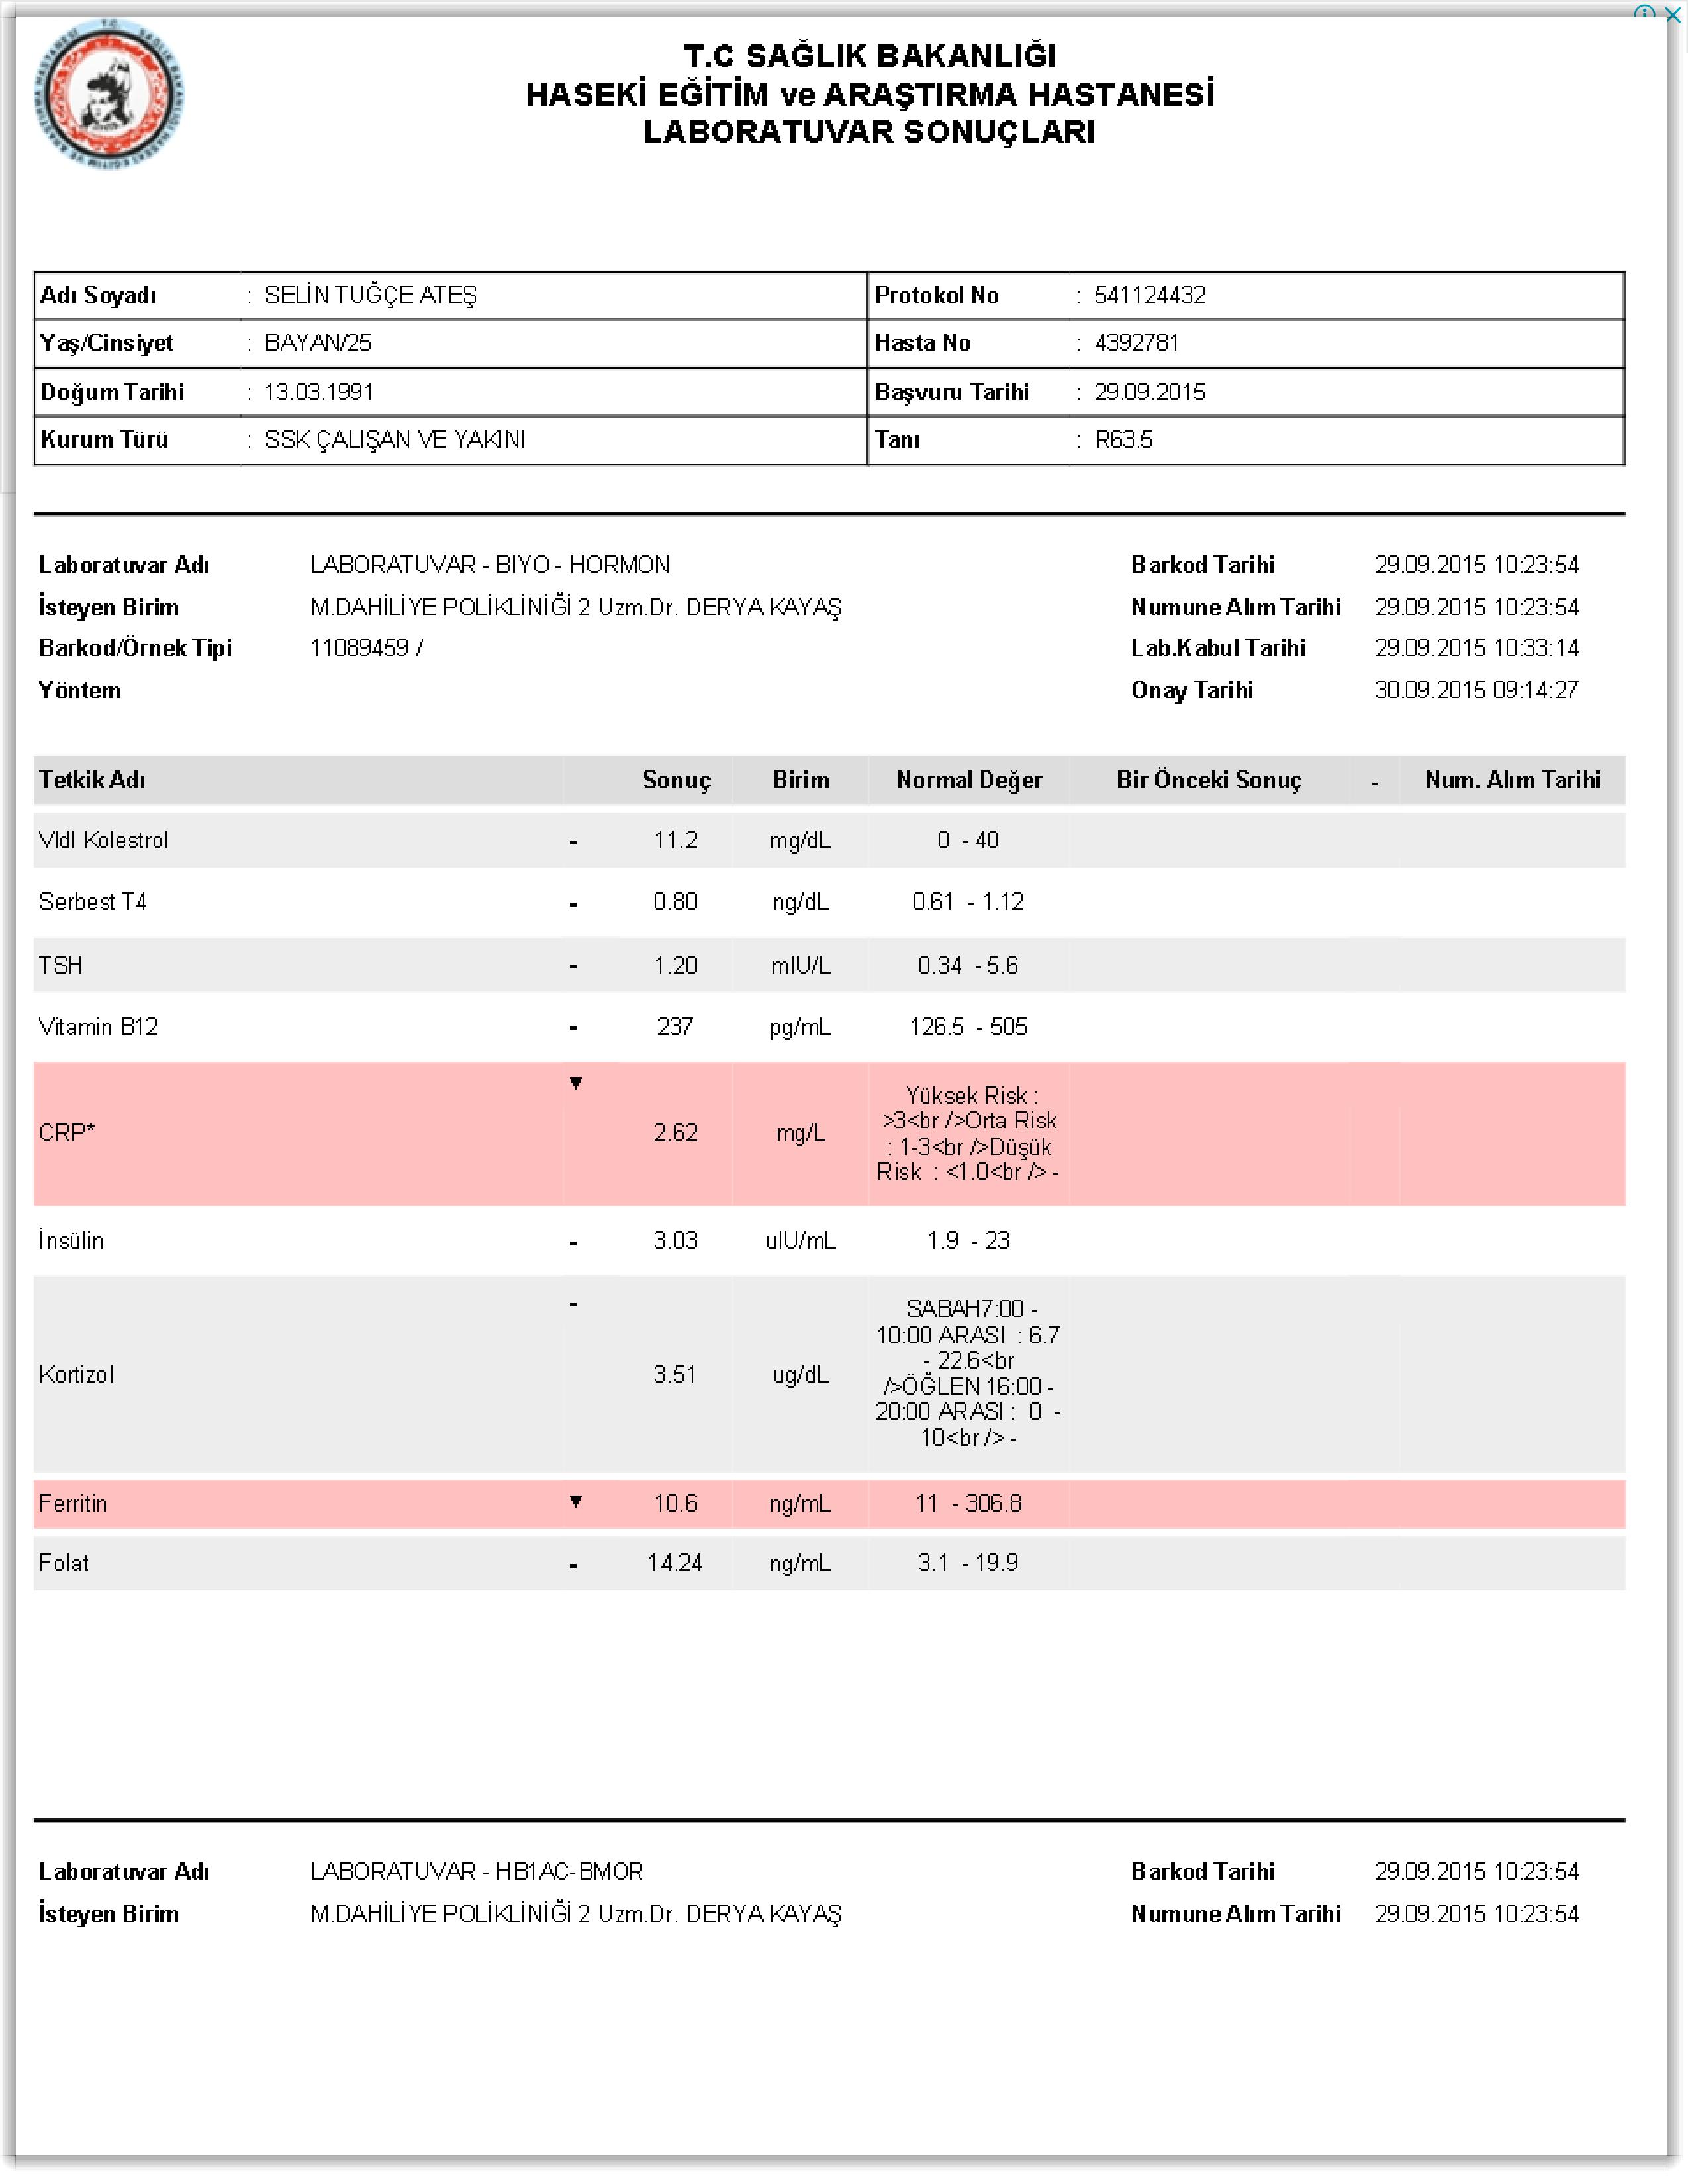 T.C SAĞLIK BAKANLIĞI
HASEKİ EĞİTİM ve ARAŞTIRMA HASTANESİ
LABORATUVAR SONUÇLARI
Adı Soyadı : SELİN TUĞÇE ATEŞ Protokol No : 541124432
Yaş/Cinsiyet : BAYAN/25 Hasta No : 4392781
Doğum Tarihi : 13.03.1991 Başvuru Tarihi : 29.09.2015
Kurum Türü : SSK ÇALIŞAN VE YAKINI Tanı : R63.5
Laboratuvar Adı LABORATUVAR - BIYO - HORMON Barkod Tarihi 29.09.2015 10:23:54
İsteyen Birim M.DAHİLİYE POLİKLİNİĞİ 2 Uzm.Dr. DERYA KAYAŞ Numune Alım Tarihi 29.09.2015 10:23:54
Barkod/Örnek Tipi 11089459 / Lab.Kabul Tarihi 29.09.2015 10:33:14
Yöntem Onay Tarihi 30.09.2015 09:14:27
Tetkik Adı Sonuç Birim Normal Değer Bir Önceki Sonuç - Num. Alım Tarihi
Vldl Kolestrol - 11.2 mg/dL 0 - 40
Serbest T4 - 0.80 ng/dL 0.61 - 1.12
TSH - 1.20 mIU/L 0.34 - 5.6
Vitamin B12 - 237 pg/mL 126.5 - 505
CRP* ▼ 2.62 mg/L Yüksek Risk :
>3<br />Orta Risk
: 1-3<br />Düşük
Risk : <1.0<br /> -
İnsülin - 3.03 uIU/mL 1.9 - 23
Kortizol - 3.51 ug/dL SABAH7:00 -
10:00 ARASI : 6.7
- 22.6<br
/>ÖĞLEN 16:00 -
20:00 ARASI : 0 -
10<br /> -
Ferritin ▼ 10.6 ng/mL 11 - 306.8
Folat - 14.24 ng/mL 3.1 - 19.9
Laboratuvar Adı LABORATUVAR - HB1AC-BMOR Barkod Tarihi 29.09.2015 10:23:54
İsteyen Birim M.DAHİLİYE POLİKLİNİĞİ 2 Uzm.Dr. DERYA KAYAŞ Numune Alım Tarihi 29.09.2015 10:23:54